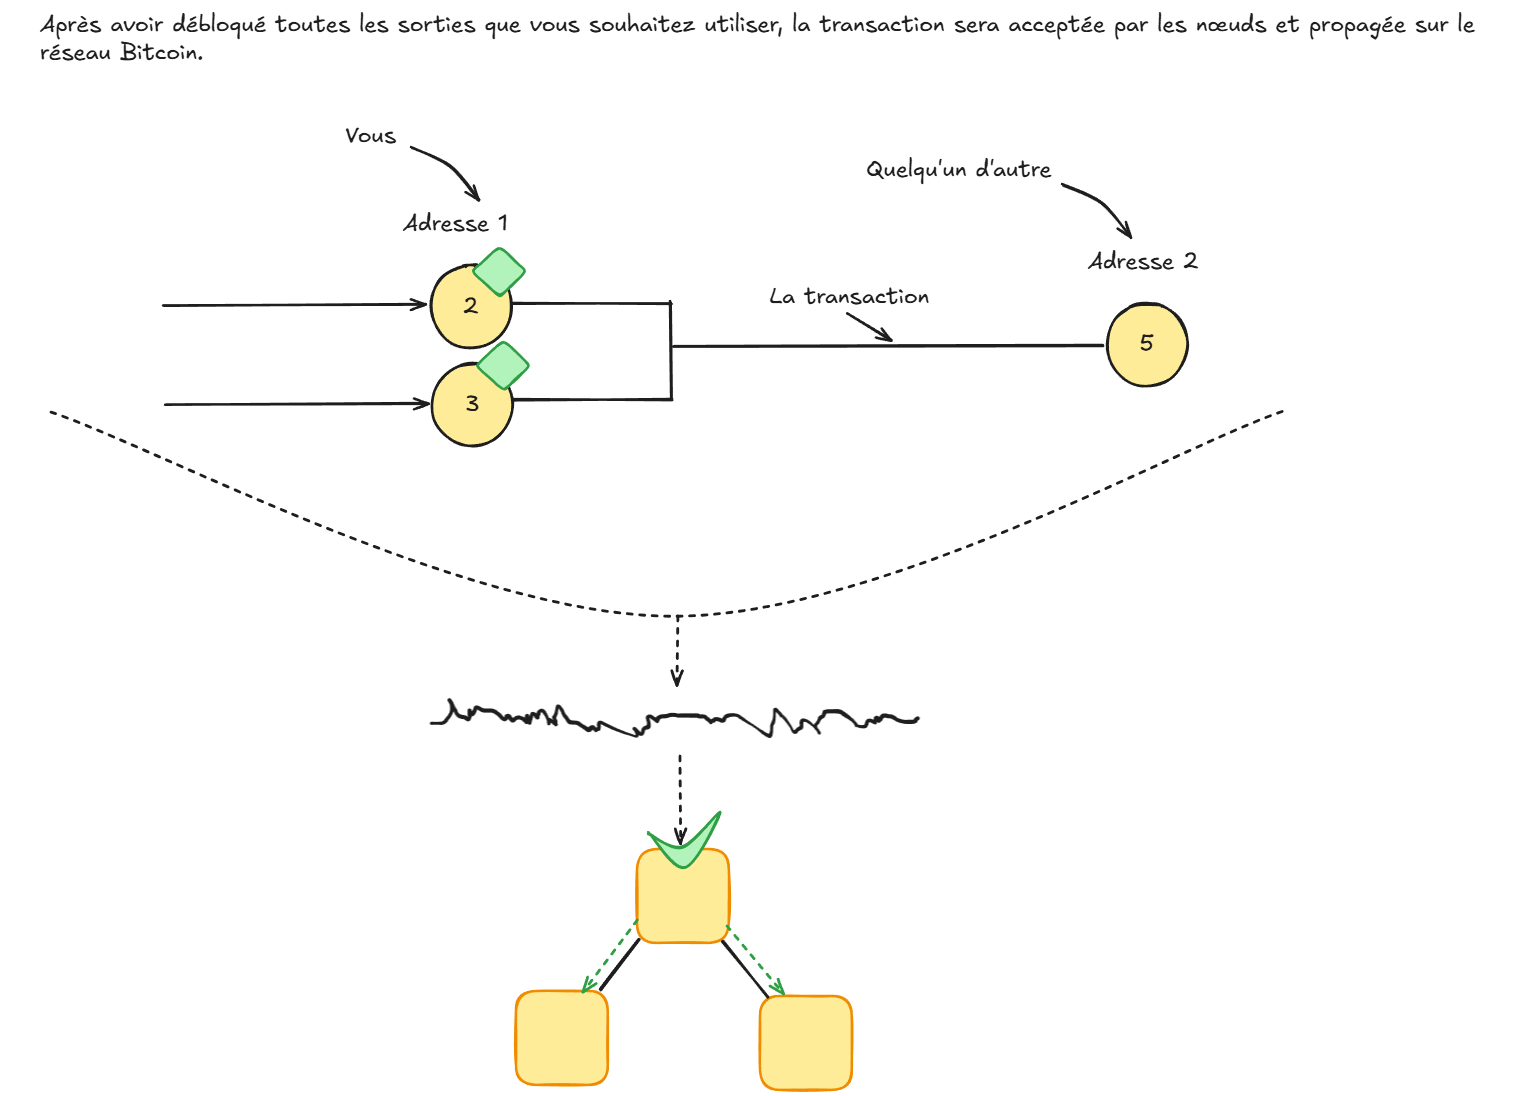 Après avoir débloqué toutes les sorties que vous souhaitez utiliser, la transaction sera acceptée par les nœuds et propagée sur le
réseau Bitcoin.
Vous
Quelqu'un d'autre
Adresse 1
Adresse 2
La transaction
2
5
3